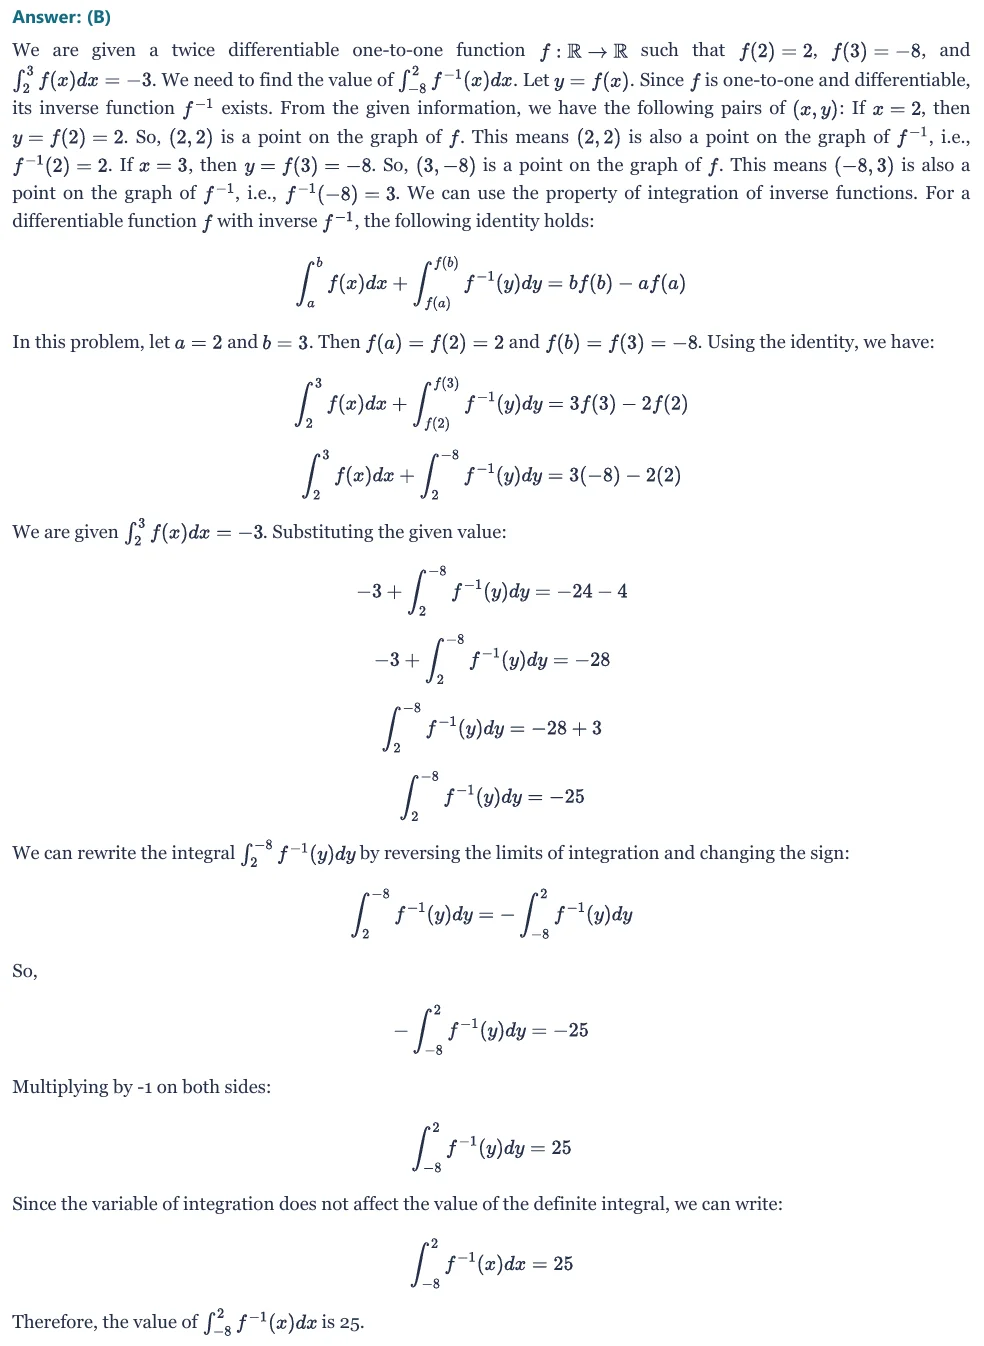 Answer: (B)
We are given a twice differentiable one-to-one function f : ℝ → ℝ such that f(2) = 2, f(3) = −8, and
∫₂³ f(x)dx = −3. We need to find the value of ∫₋₈² f⁻¹(x)dx. Let y = f(x). Since f is one-to-one and differentiable,
its inverse function f⁻¹ exists. From the given information, we have the following pairs of (x, y): If x = 2, then
y = f(2) = 2. So, (2, 2) is a point on the graph of f. This means (2, 2) is also a point on the graph of f⁻¹, i.e.,
f⁻¹(2) = 2. If x = 3, then y = f(3) = −8. So, (3, −8) is a point on the graph of f. This means (−8, 3) is also a
point on the graph of f⁻¹, i.e., f⁻¹(−8) = 3. We can use the property of integration of inverse functions. For a
differentiable function f with inverse f⁻¹, the following identity holds:
∫_a^b f(x)dx + ∫_{f(a)}^{f(b)} f⁻¹(y)dy = bf(b) − af(a)
In this problem, let a = 2 and b = 3. Then f(a) = f(2) = 2 and f(b) = f(3) = −8. Using the identity, we have:
∫₂³ f(x)dx + ∫_{f(2)}^{f(3)} f⁻¹(y)dy = 3f(3) − 2f(2)
∫₂³ f(x)dx + ∫₂⁻⁸ f⁻¹(y)dy = 3(−8) − 2(2)
We are given ∫₂³ f(x)dx = −3. Substituting the given value:
−3 + ∫₂⁻⁸ f⁻¹(y)dy = −24 − 4
−3 + ∫₂⁻⁸ f⁻¹(y)dy = −28
∫₂⁻⁸ f⁻¹(y)dy = −28 + 3
∫₂⁻⁸ f⁻¹(y)dy = −25
We can rewrite the integral ∫₂⁻⁸ f⁻¹(y)dy by reversing the limits of integration and changing the sign:
∫₂⁻⁸ f⁻¹(y)dy = − ∫₋₈² f⁻¹(y)dy
So,
− ∫₋₈² f⁻¹(y)dy = −25
Multiplying by -1 on both sides:
∫₋₈² f⁻¹(y)dy = 25
Since the variable of integration does not affect the value of the definite integral, we can write:
∫₋₈² f⁻¹(x)dx = 25
Therefore, the value of ∫₋₈² f⁻¹(x)dx is 25.